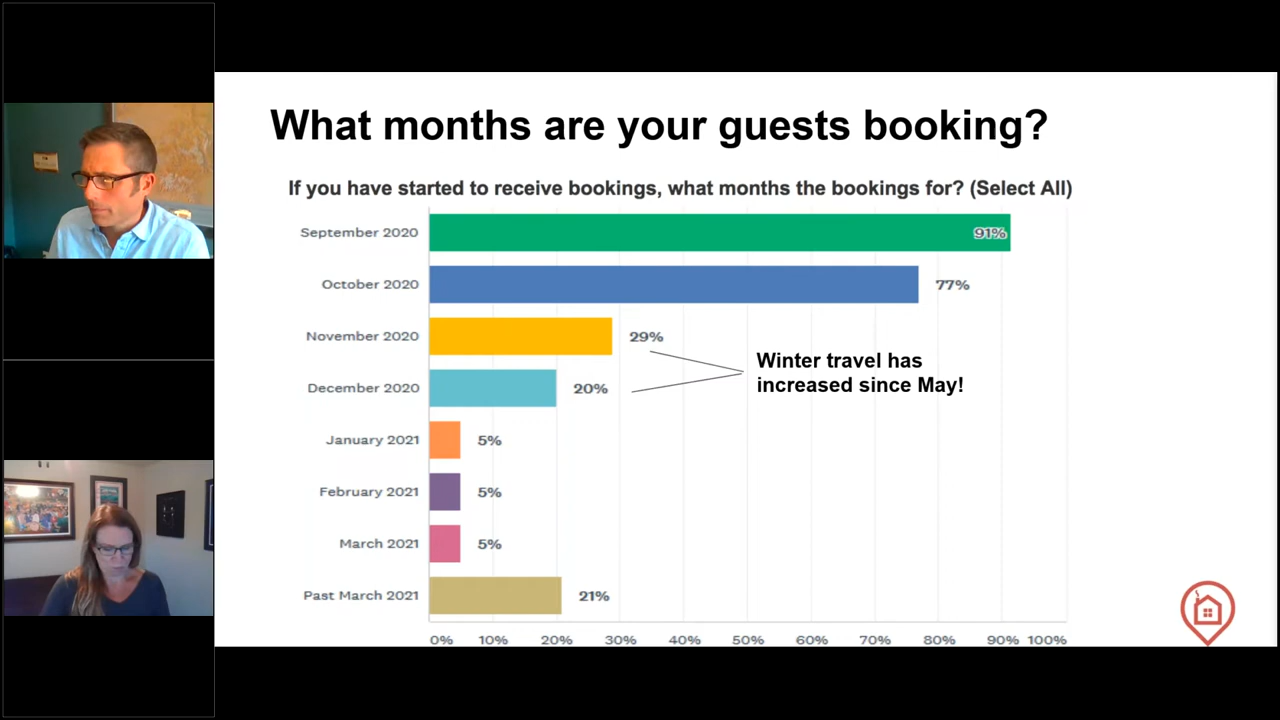 What months are your guests booking?
If you have started to receive bookings, what months the bookings for? (Select All)
September 2020 91%
October 2020 77%
November 2020 29%
December 2020 20%
Winter travel has
increased since May!
January 2021 5%
February 2021 5%
March 2021 5%
Past March 2021 21%
0% 10% 20% 30% 40% 50% 60% 70% 80% 90% 100%